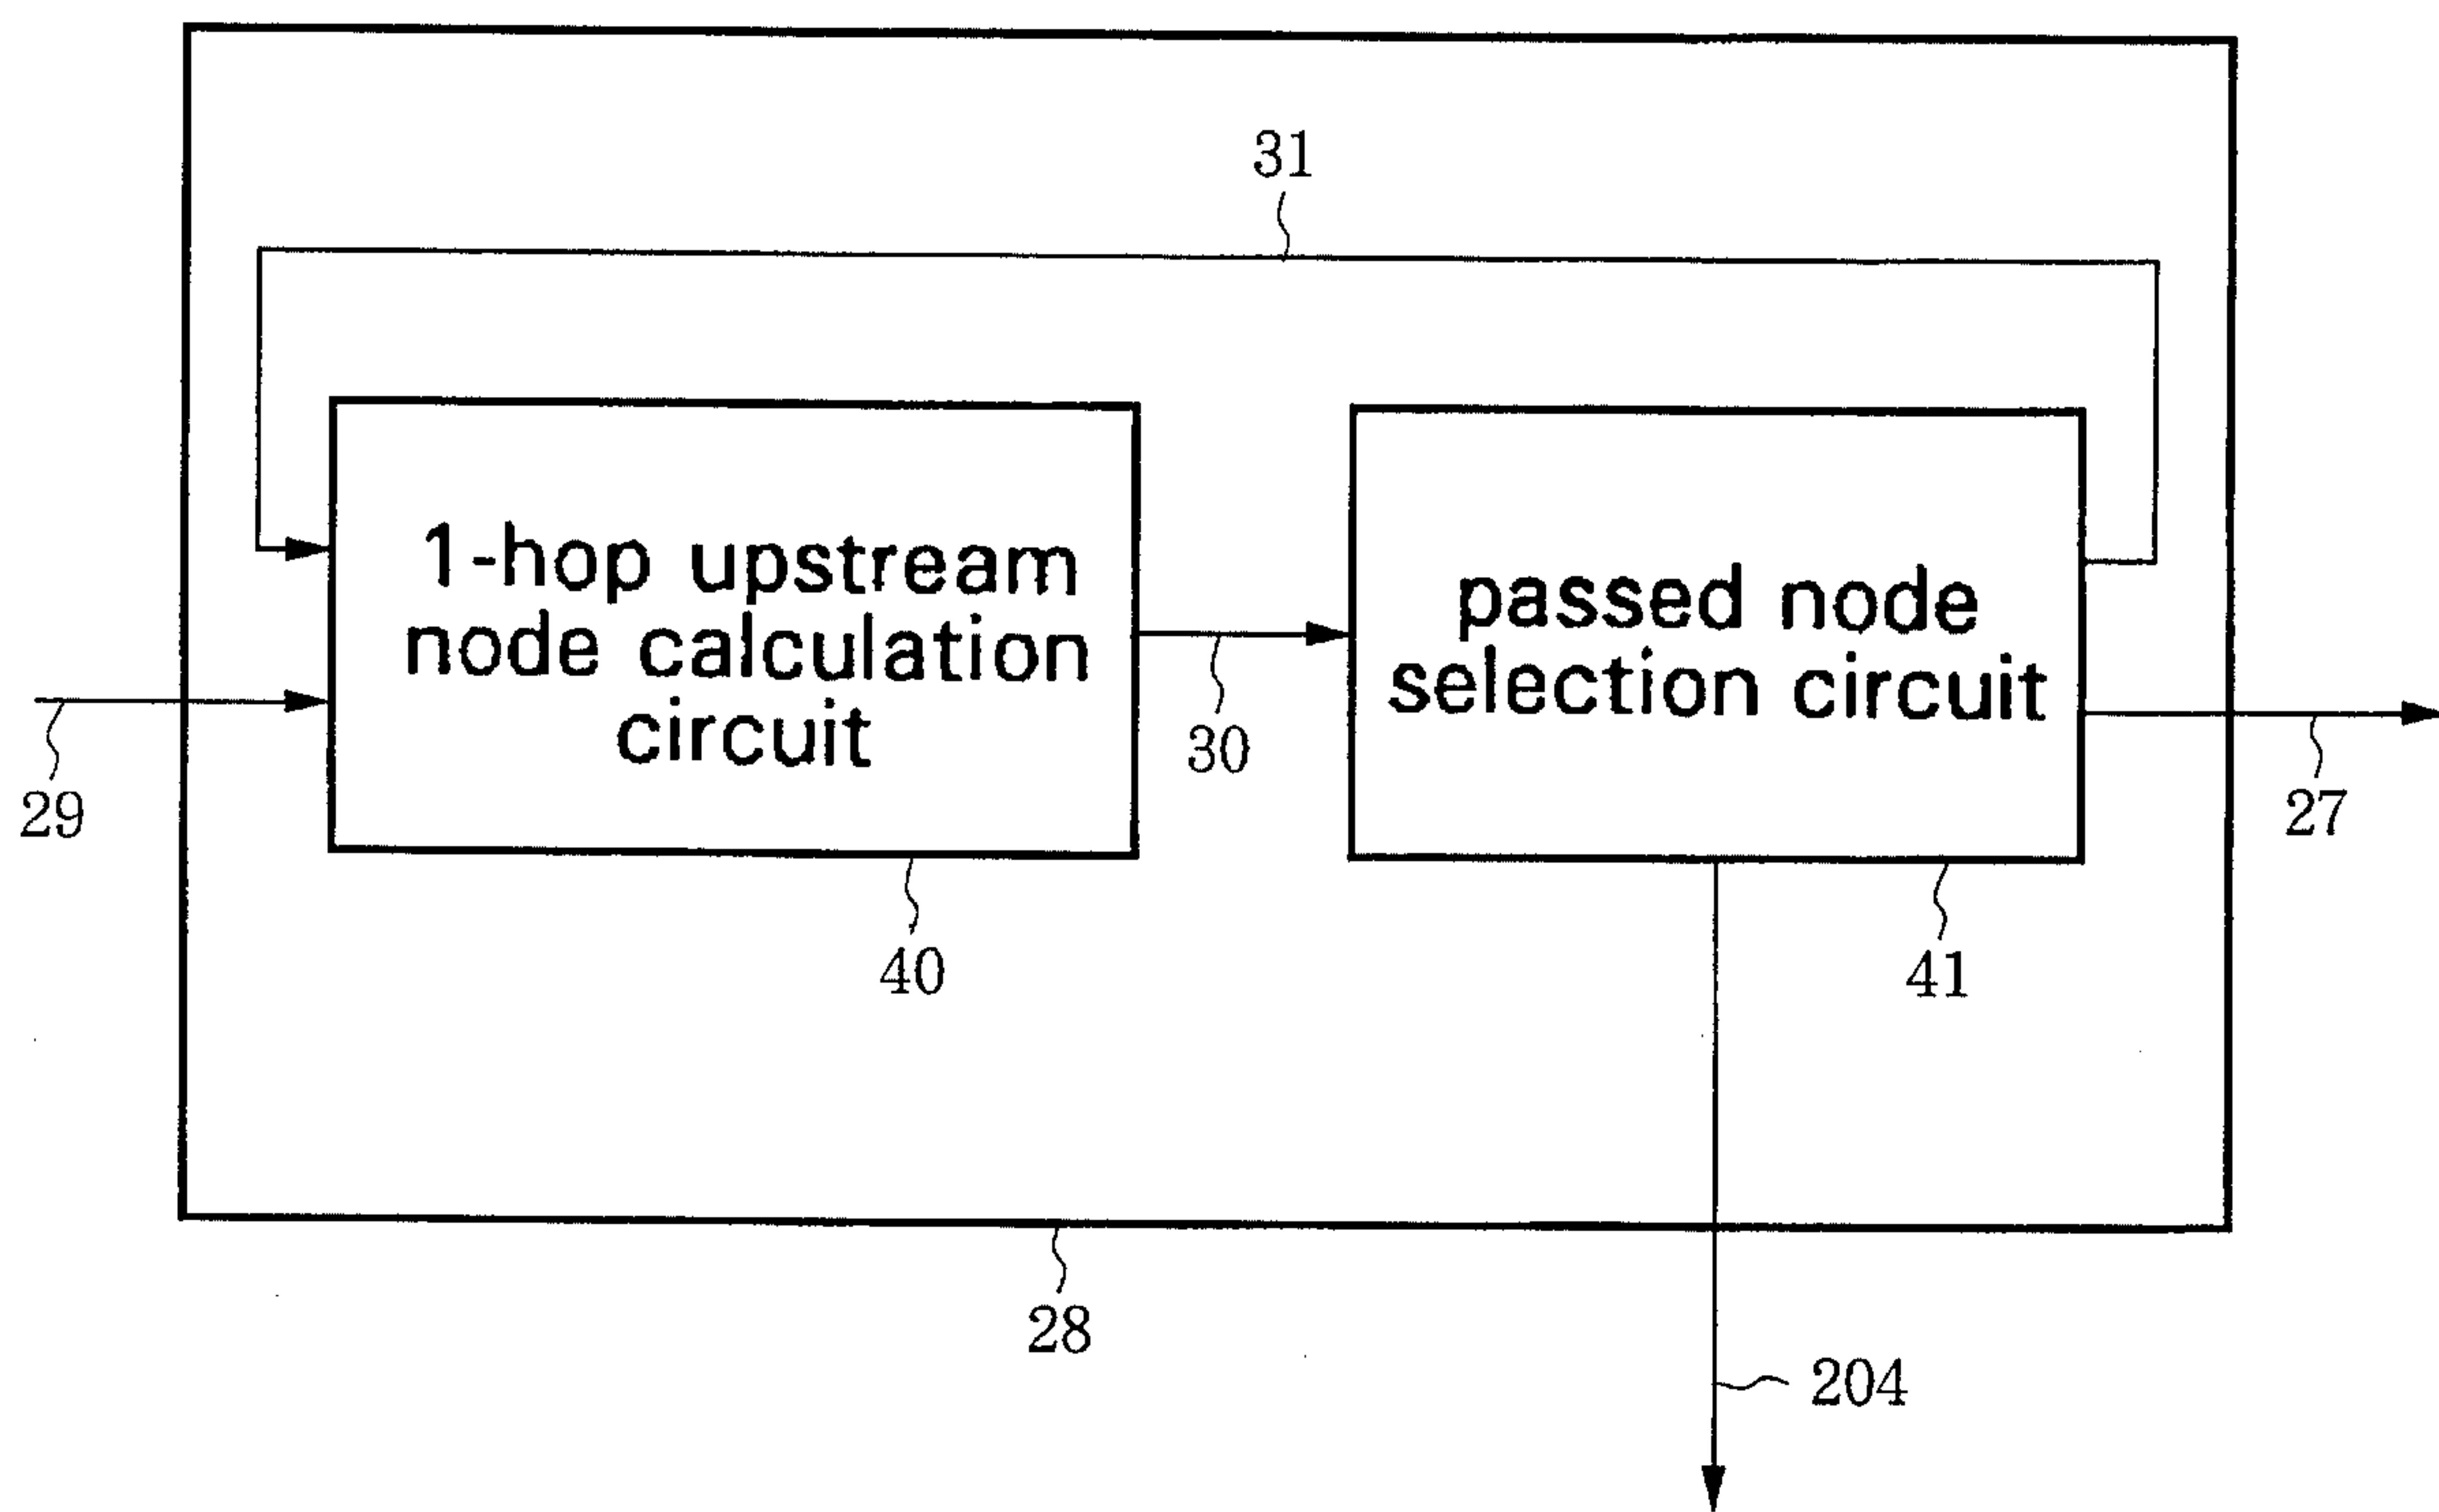 31
1-hop upstream
node calculation
circuit
passed node
selection circuit
29
30
27
40
41
28
204